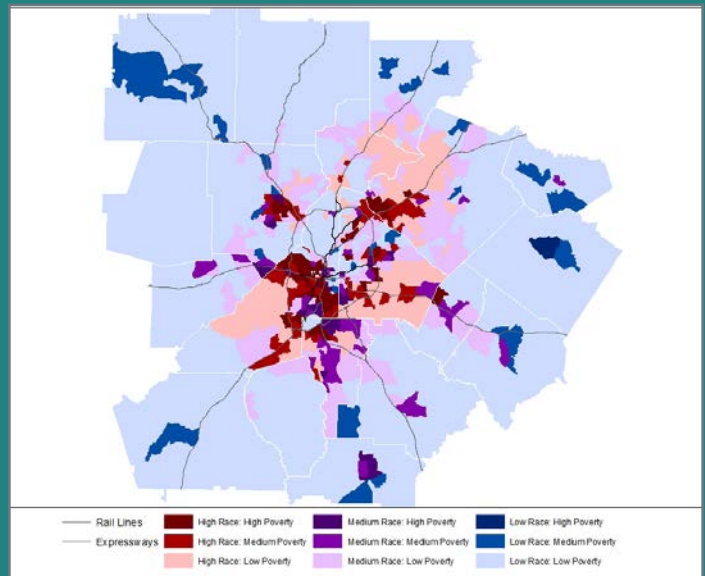 Rail Lines
Expressways
High Race: High Poverty
High Race: Medium Poverty
High Race: Low Poverty
Medium Race: High Poverty
Medium Race: Medium Poverty
Medium Race: Low Poverty
Low Race: High Poverty
Low Race: Medium Poverty
Low Race: Low Poverty